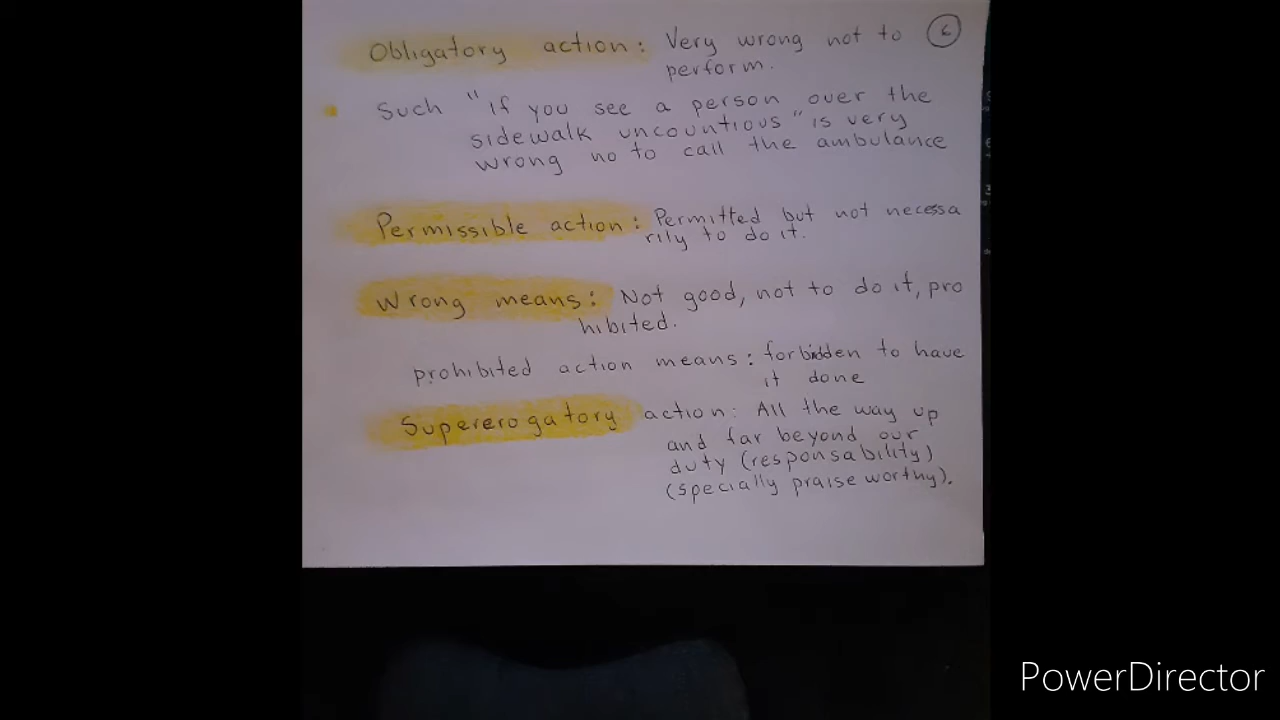 Obligatory action: Very wrong not to 6
perform.
Such "if you see a person over the
sidewalk uncountious" is very
wrong no to call the ambulance
Permissible action: Permitted but not necessa
rily to do it.
Wrong means: Not good, not to do it, pro
hibited.
prohibited action means: forbidden to have
it done
Supererogatory action: All the way up
and far beyond our
duty (responsability)
(specially praise worthy).
PowerDirector